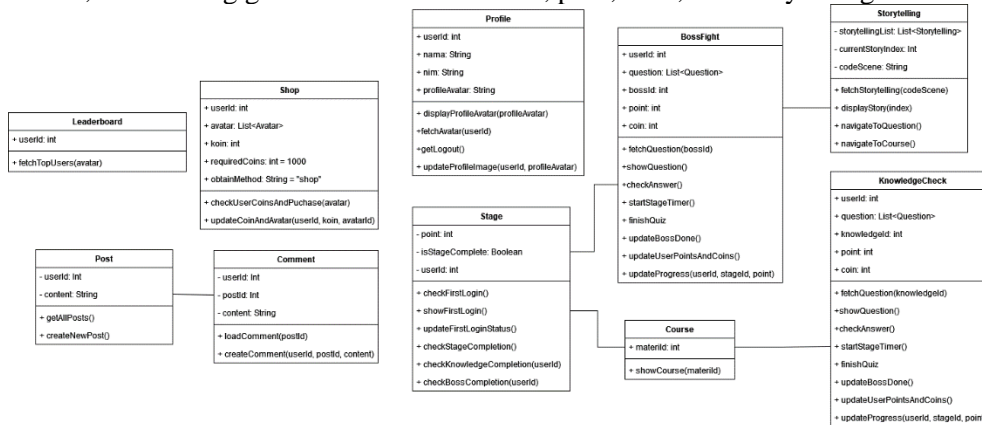 Profile
+ userId: int
+ nama: String
+ nim: String
+ profileAvatar: String
+ displayProfileAvatar(profileAvatar)
+fetchAvatar(userId)
+getLogout()
+ updateProfileImage(userId, profileAvatar)
BossFight
+ userId: int
+ question: List<Question>
+ bossId: int
+ point: int
+ coin: int
+ fetchQuestion(bossId)
+showQuestion()
+checkAnswer()
+ startStageTimer()
+ finishQuiz
+ updateBossDone()
+ updateUserPointsAndCoins()
+ updateProgress(userId, stageId, point)
Storytelling
- storytellingList: List<Storytelling>
- currentStoryIndex: Int
- codeScene: String
+ fetchStorytelling(codeScene)
+ displayStory(index)
+ navigateToQuestion()
+ navigateToCourse()
Leaderboard
+ userId: int
+ fetchTopUsers(avatar)
Shop
+ userId: int
+ avatar: List<Avatar>
+ koin: int
+ requiredCoins: int = 1000
+ obtainMethod: String = "shop"
+ checkUserCoinsAndPuchase(avatar)
+ updateCoinAndAvatar(userId, koin, avatarId)
KnowledgeCheck
+ userId: int
+ question: List<Question>
+ knowledgeId: int
+ point: int
+ coin: int
+ fetchQuestion(knowledgeId)
+showQuestion()
+checkAnswer()
+ startStageTimer()
+ finishQuiz
+ updateBossDone()
+ updateUserPointsAndCoins()
+ updateProgress(userId, stageId, point
Post
- userId: Int
- content: String
+ getAllPosts()
+ createNewPost()
Comment
- userId: Int
- postId: Int
- content: String
+ loadComment(postId)
+ createComment(userId, postId, content)
Stage
- point: int
- isStageComplete: Boolean
- userId: int
+ checkFirstLogin()
+ showFirstLogin()
+ updateFirstLoginStatus()
+ checkStageCompletion()
+ checkKnowledgeCompletion(userId)
+ checkBossCompletion(userId)
Course
+ materiId: int
+ showCourse(materiId)